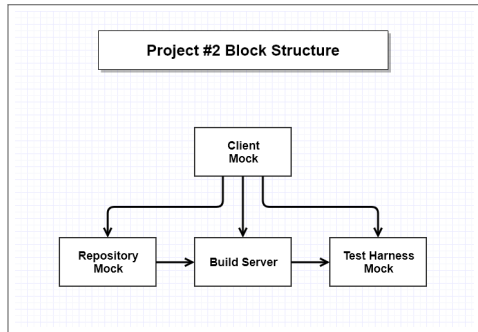 Project #2 Block Structure
Client
Mock
Repository
Mock
Build Server
Test Harness
Mock